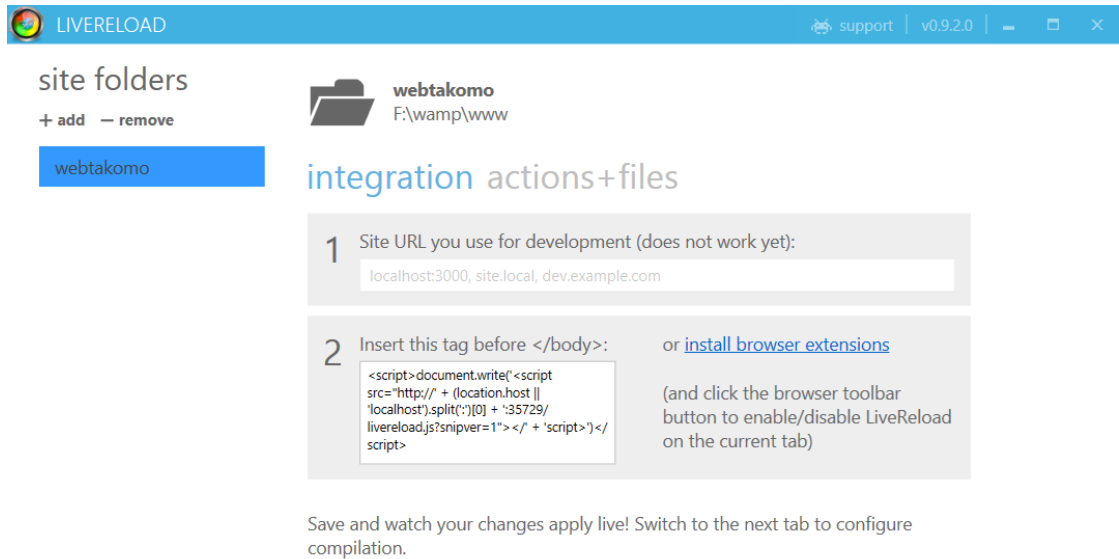 LIVERELOAD
support | v0.9.2.0
site folders
+ add − remove
webtakomo
webtakomo
F:\wamp\www
integration actions+files
1 Site URL you use for development (does not work yet):
localhost:3000, site.local, dev.example.com
2 Insert this tag before </body>:
<script>document.write('<script
src="http://' + (location.host ||
'localhost').split(':')[0] + ':35729/
livereload.js?snipver=1"></' + 'script>')</
script>
or install browser extensions
(and click the browser toolbar
button to enable/disable LiveReload
on the current tab)
Save and watch your changes apply live! Switch to the next tab to configure
compilation.